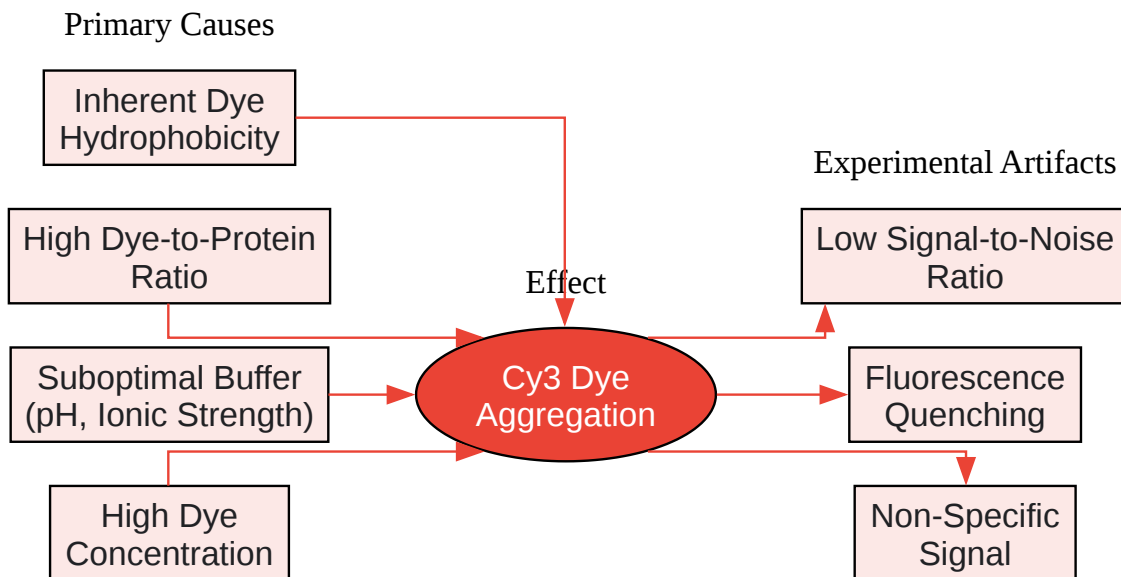 Primary Causes
Inherent Dye
Hydrophobicity
High Dye-to-Protein
Ratio
Suboptimal Buffer
(pH, Ionic Strength)
High Dye
Concentration
Effect
Cy3 Dye
Aggregation
Experimental Artifacts
Low Signal-to-Noise
Ratio
Fluorescence
Quenching
Non-Specific
Signal